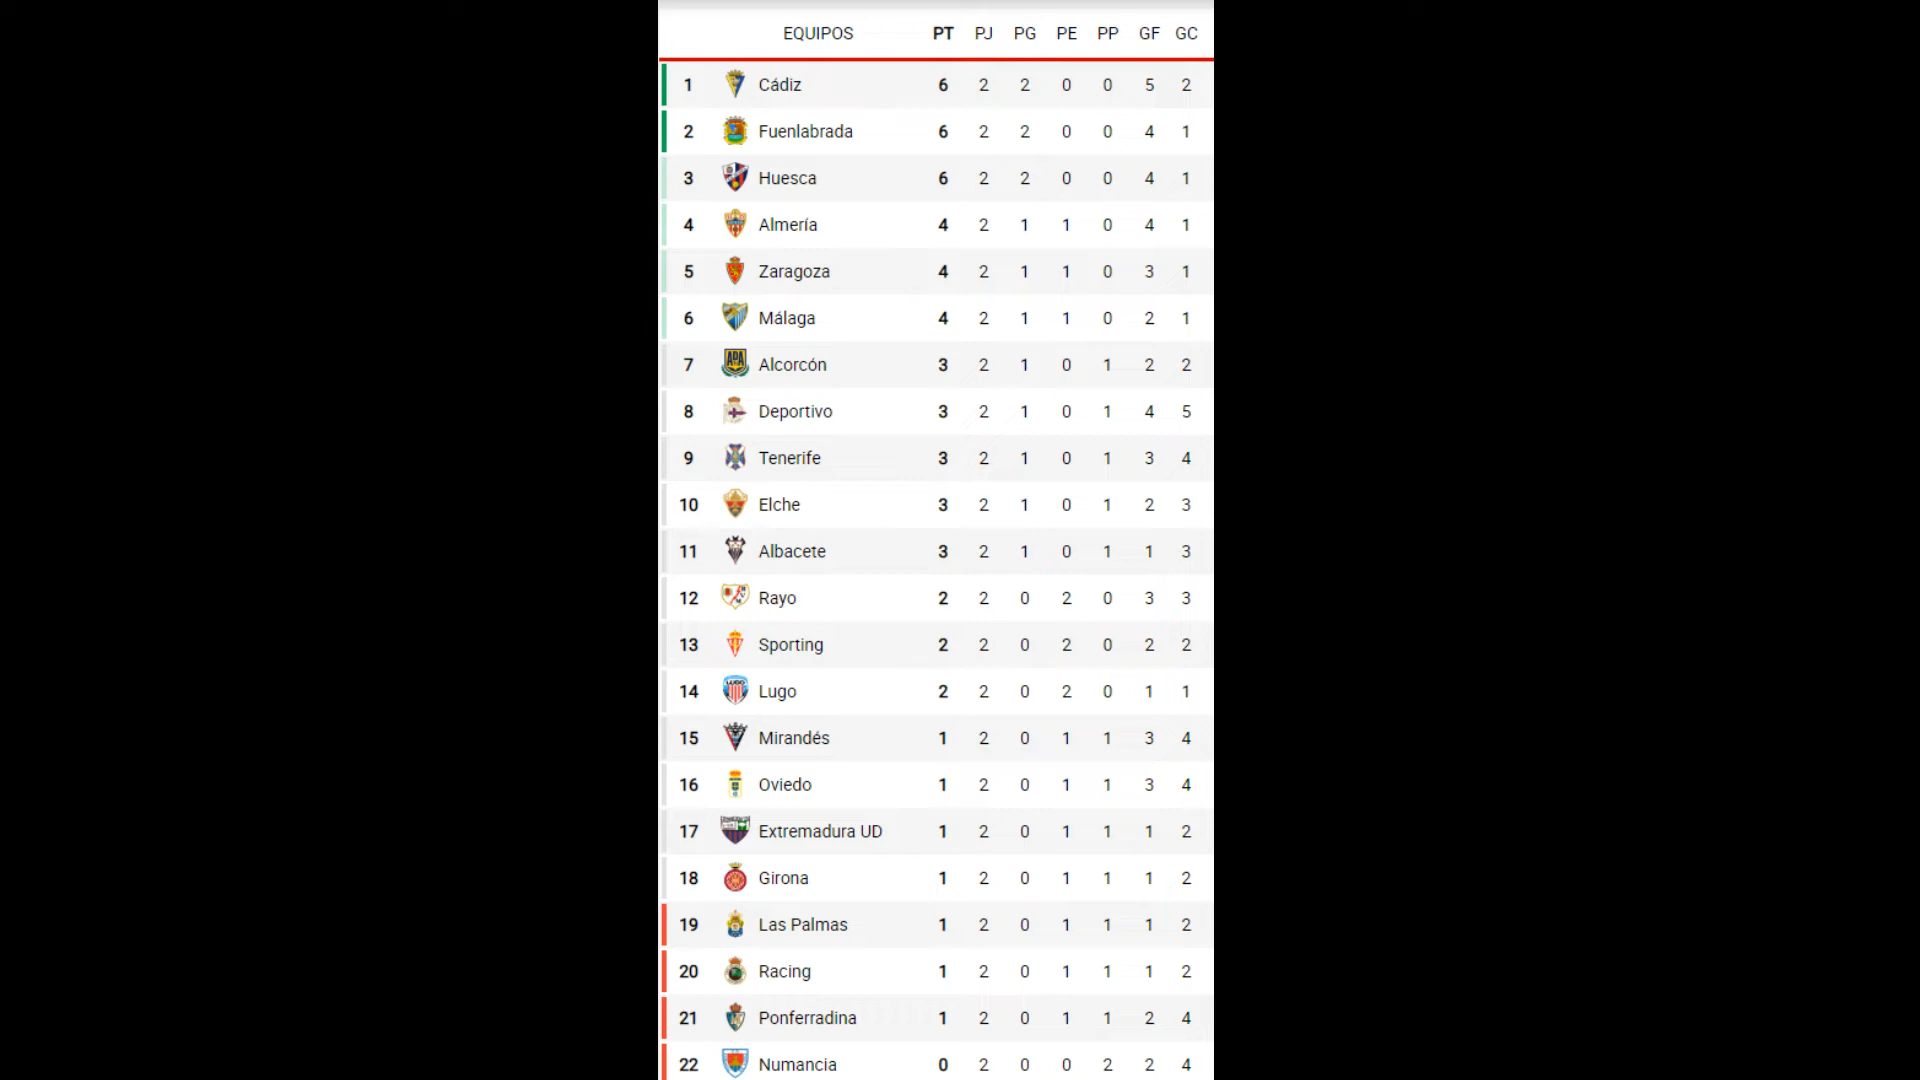 EQUIPOS PT PJ PG PE PP GF GC
1 Cádiz 6 2 2 0 0 5 2
2 Fuenlabrada 6 2 2 0 0 4 1
3 Huesca 6 2 2 0 0 4 1
4 Almería 4 2 1 1 0 4 1
5 Zaragoza 4 2 1 1 0 3 1
6 Málaga 4 2 1 1 0 2 1
7 Alcorcón 3 2 1 0 1 2 2
8 Deportivo 3 2 1 0 1 4 5
9 Tenerife 3 2 1 0 1 3 4
10 Elche 3 2 1 0 1 2 3
11 Albacete 3 2 1 0 1 1 3
12 Rayo 2 2 0 2 0 3 3
13 Sporting 2 2 0 2 0 2 2
14 Lugo 2 2 0 2 0 1 1
15 Mirandés 1 2 0 1 1 3 4
16 Oviedo 1 2 0 1 1 3 4
17 Extremadura UD 1 2 0 1 1 1 2
18 Girona 1 2 0 1 1 1 2
19 Las Palmas 1 2 0 1 1 1 2
20 Racing 1 2 0 1 1 1 2
21 Ponferradina 1 2 0 1 1 2 4
22 Numancia 0 2 0 0 2 2 4